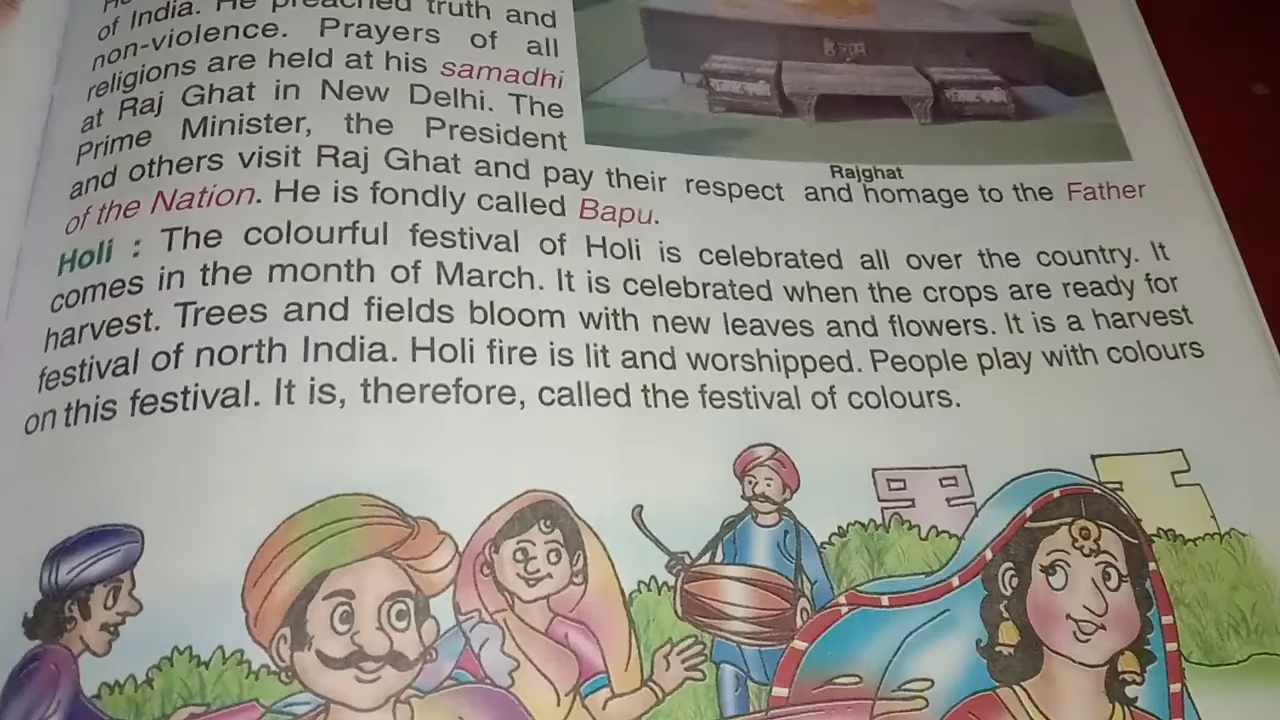 of India. He preached truth and
non-violence. Prayers of all
religions are held at his samadhi
at Raj Ghat in New Delhi. The
Prime Minister, the President
Rajghat
and others visit Raj Ghat and pay their respect and homage to the Father
of the Nation. He is fondly called Bapu.
Holi : The colourful festival of Holi is celebrated all over the country. It
comes in the month of March. It is celebrated when the crops are ready for
harvest. Trees and fields bloom with new leaves and flowers. It is a harvest
festival of north India. Holi fire is lit and worshipped. People play with colours
on this festival. It is, therefore, called the festival of colours.